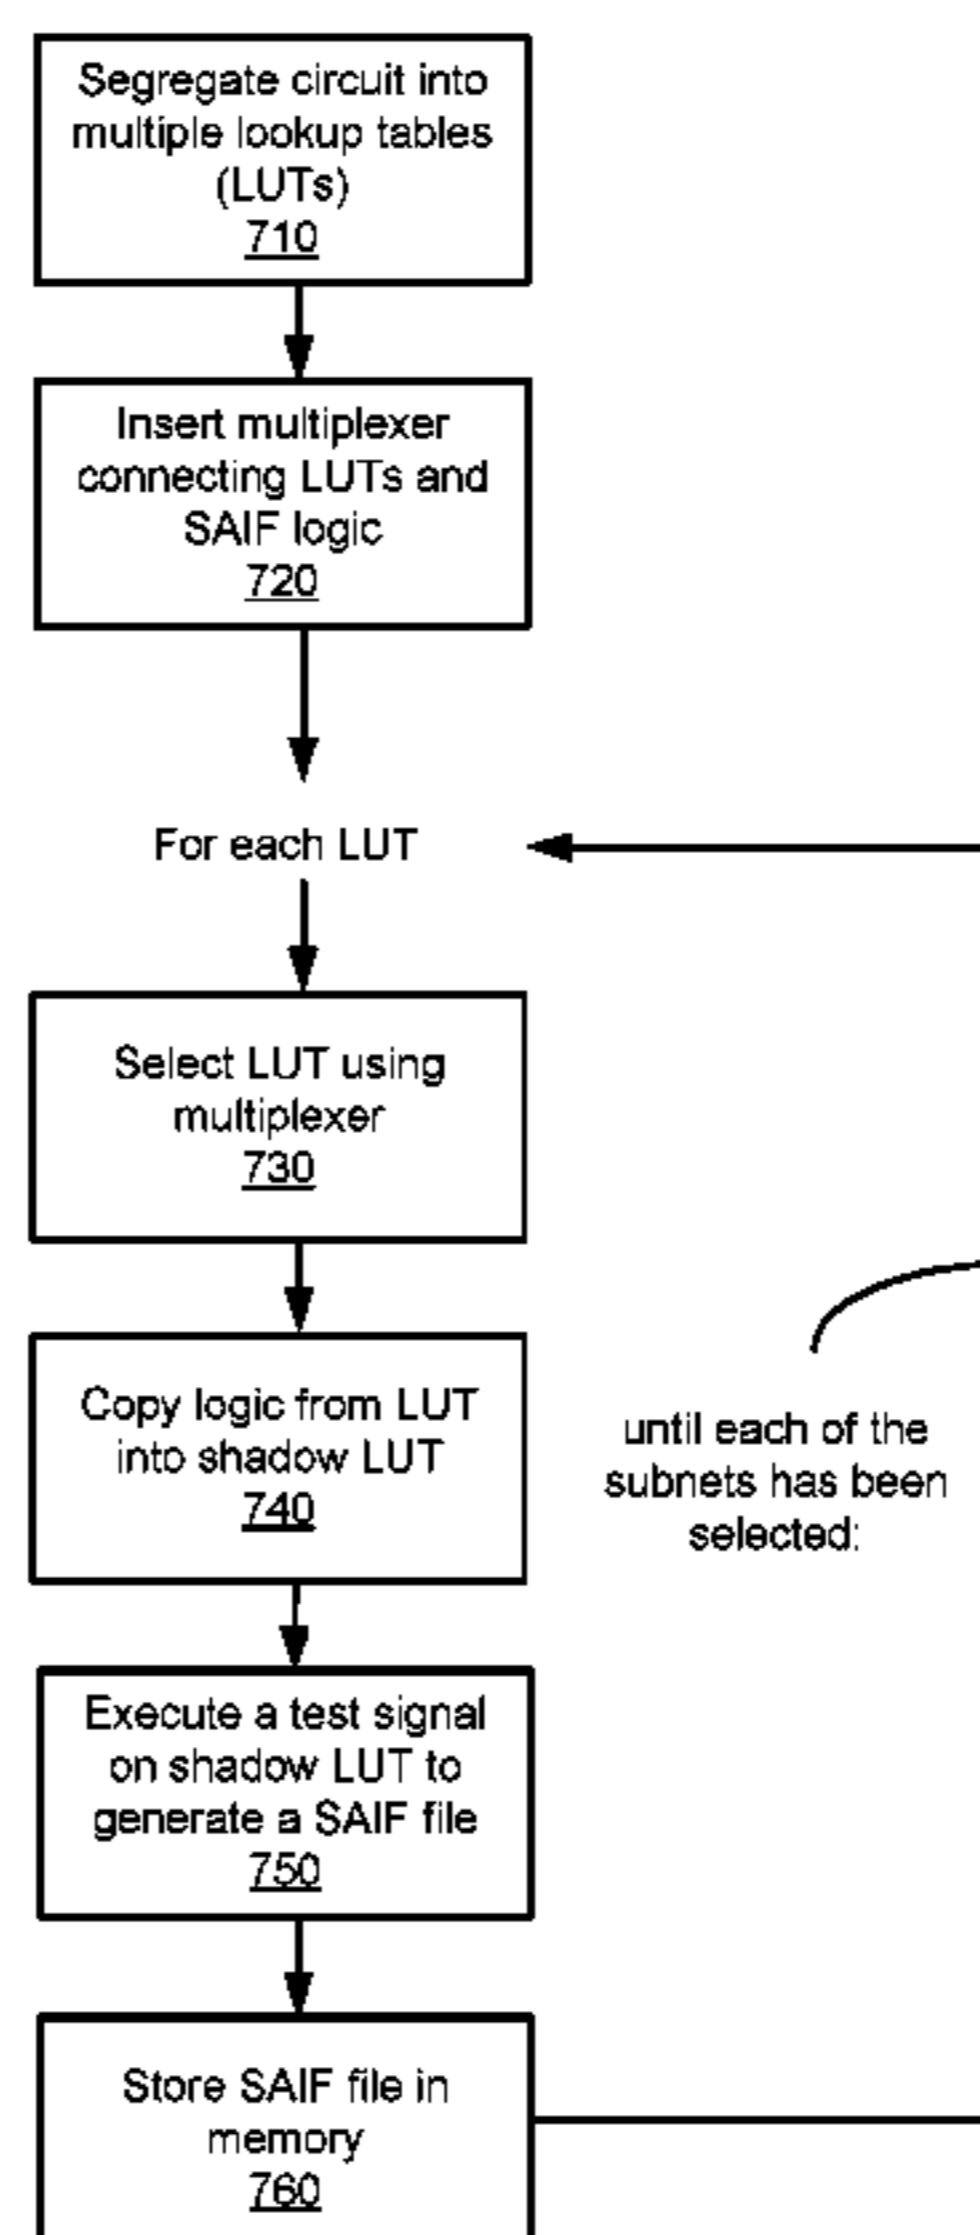 Segregate circuit into
multiple lookup tables
(LUTs)
710
Insert multiplexer
connecting LUTs and
SAIF logic
720
For each LUT
Select LUT using
multiplexer
730
Copy logic from LUT
into shadow LUT
740
until each of the
subnets has been
selected:
Execute a test signal
on shadow LUT to
generate a SAIF file
750
Store SAIF file in
memory
760